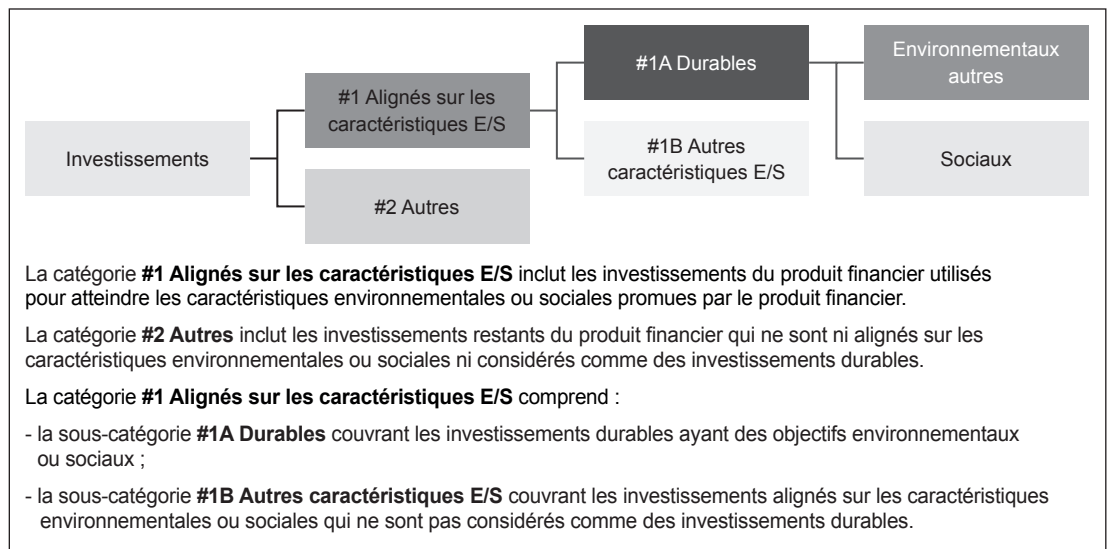 Investissements
#1 Alignés sur les
caractéristiques E/S
#2 Autres
#1A Durables
#1B Autres
caractéristiques E/S
Environnementaux
autres
Sociaux
La catégorie #1 Alignés sur les caractéristiques E/S inclut les investissements du produit financier utilisés
pour atteindre les caractéristiques environnementales ou sociales promues par le produit financier.
La catégorie #2 Autres inclut les investissements restants du produit financier qui ne sont ni alignés sur les
caractéristiques environnementales ou sociales ni considérés comme des investissements durables.
La catégorie #1 Alignés sur les caractéristiques E/S comprend :
- la sous-catégorie #1A Durables couvrant les investissements durables ayant des objectifs environnementaux
ou sociaux ;
- la sous-catégorie #1B Autres caractéristiques E/S couvrant les investissements alignés sur les caractéristiques
environnementales ou sociales qui ne sont pas considérés comme des investissements durables.